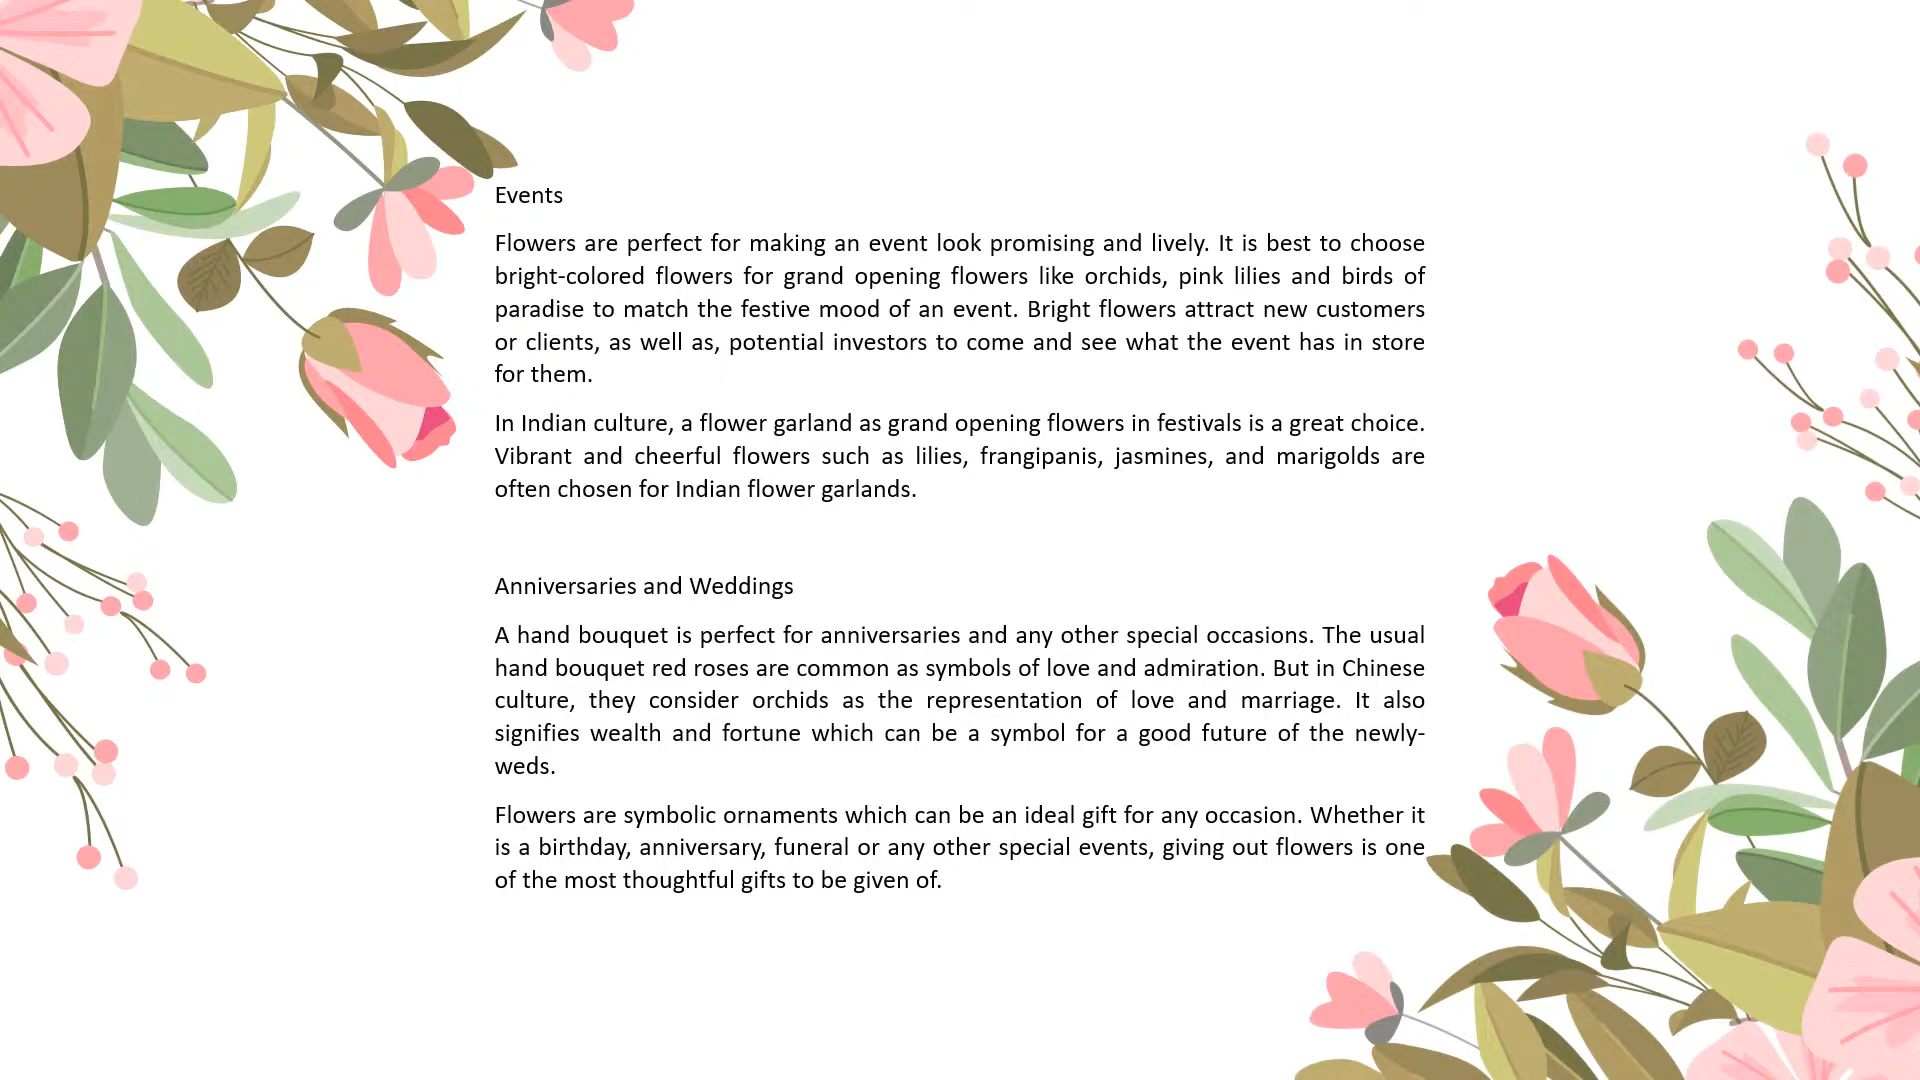 Events
Flowers are perfect for making an event look promising and lively. It is best to choose
bright-colored flowers for grand opening flowers like orchids, pink lilies and birds of
paradise to match the festive mood of an event. Bright flowers attract new customers
or clients, as well as, potential investors to come and see what the event has in store
for them.
In Indian culture, a flower garland as grand opening flowers in festivals is a great choice.
Vibrant and cheerful flowers such as lilies, frangipanis, jasmines, and marigolds are
often chosen for Indian flower garlands.
Anniversaries and Weddings
A hand bouquet is perfect for anniversaries and any other special occasions. The usual
hand bouquet red roses are common as symbols of love and admiration. But in Chinese
culture, they consider orchids as the representation of love and marriage. It also
signifies wealth and fortune which can be a symbol for a good future of the newly-
weds.
Flowers are symbolic ornaments which can be an ideal gift for any occasion. Whether it
is a birthday, anniversary, funeral or any other special events, giving out flowers is one
of the most thoughtful gifts to be given of.